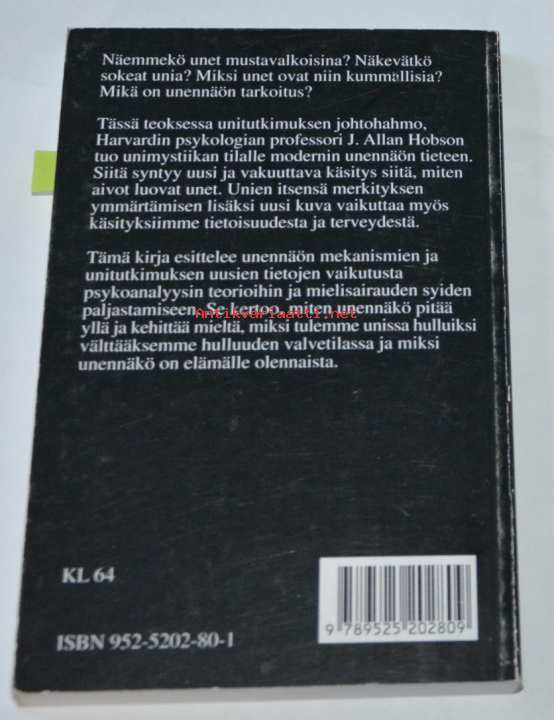 Näemmekö unet mustavalkoisina? Näkevätkö
sokeat unia? Miksi unet ovat niin kummallisia?
Mikä on unennäön tarkoitus?
Tässä teoksessa unitutkimuksen johtohahmo,
Harvardin psykologian professori J. Allan Hobson
tuo unimystiikan tilalle modernin unennäön tieteen.
Siitä syntyy uusi ja vakuuttava käsitys siitä, miten
aivot luovat unet. Unien itsensä merkityksen
ymmärtämisen lisäksi uusi kuva vaikuttaa myös
käsityksiimme tietoisuudesta ja terveydestä.
Tämä kirja esittelee unennäön mekanismien ja
unitutkimuksen uusien tietojen vaikutusta
psykoanalyysin teorioihin ja mielisairauden syiden
paljastamiseen. Se kertoo, miten unennäkö pitää
Antikvariaatti.net
yllä ja kehittää mieltä, miksi tulemme unissa hulluiksi
välttääksemme hulluuden valvetilassa ja miksi
unennäkö on elämälle olennaista.
KL 64
ISBN 952-5202-80-1
9 789525 202809